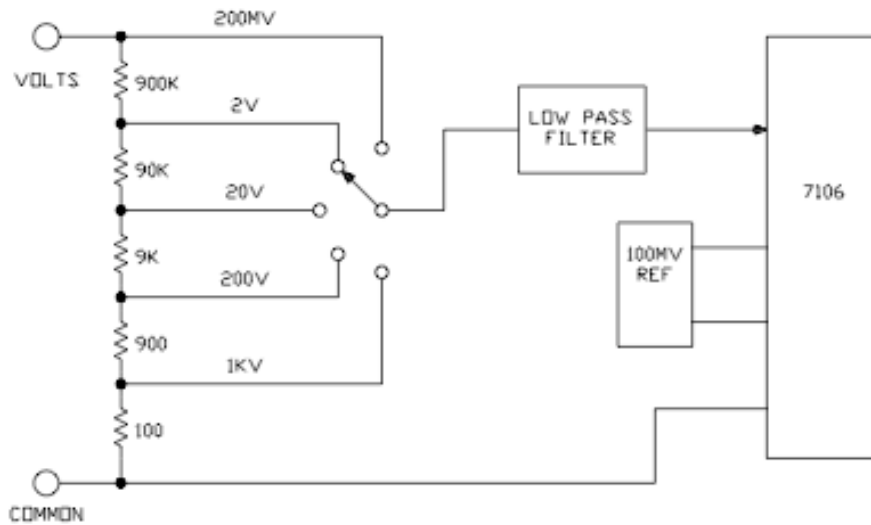 200MV
VOLTS
900K
2V
LOW PASS
FILTER
90K
20V
7106
9K
100MV
REF
200V
900
1KV
100
COMMON